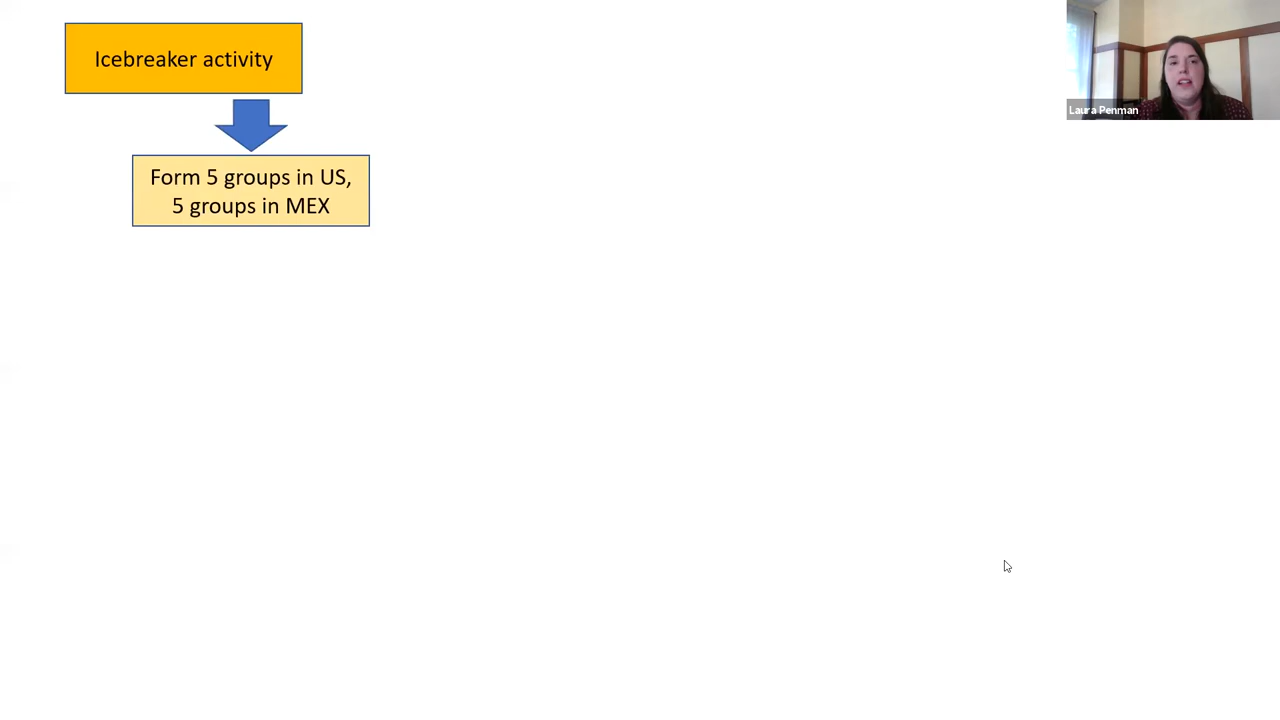 Icebreaker activity
Form 5 groups in US,
5 groups in MEX
Laura Penman